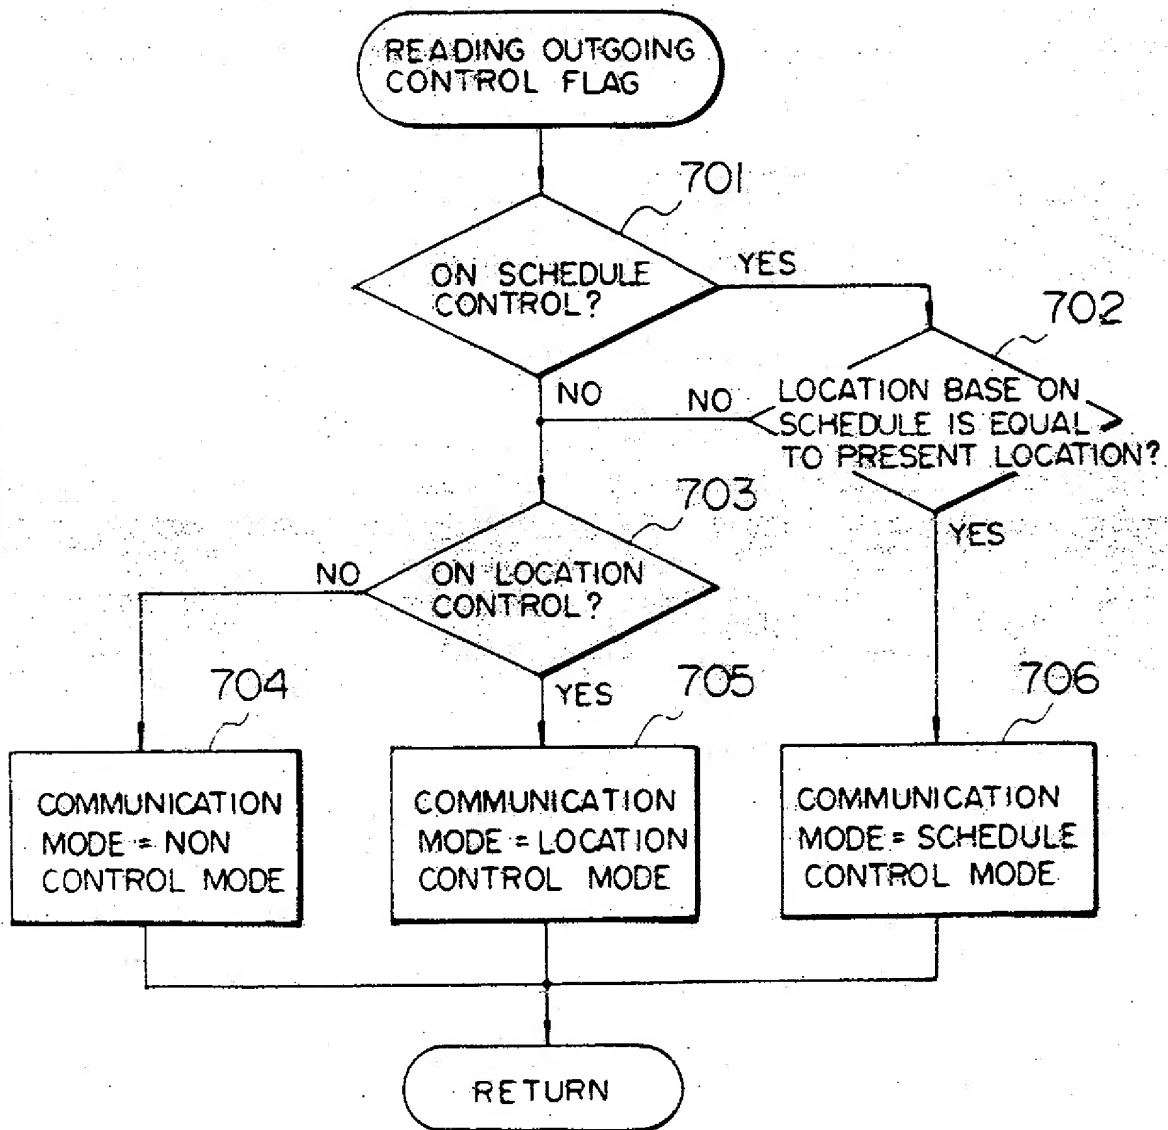 READING OUTGOING
CONTROL FLAG
701
ON SCHEDULE
CONTROL?
YES
702
NO
NO
LOCATION BASE ON
SCHEDULE IS EQUAL
TO PRESENT LOCATION?
703
YES
NO
ON LOCATION
CONTROL?
704
YES
705
706
COMMUNICATION
MODE = NON
CONTROL MODE
COMMUNICATION
MODE = LOCATION
CONTROL MODE
COMMUNICATION
MODE = SCHEDULE
CONTROL MODE
RETURN